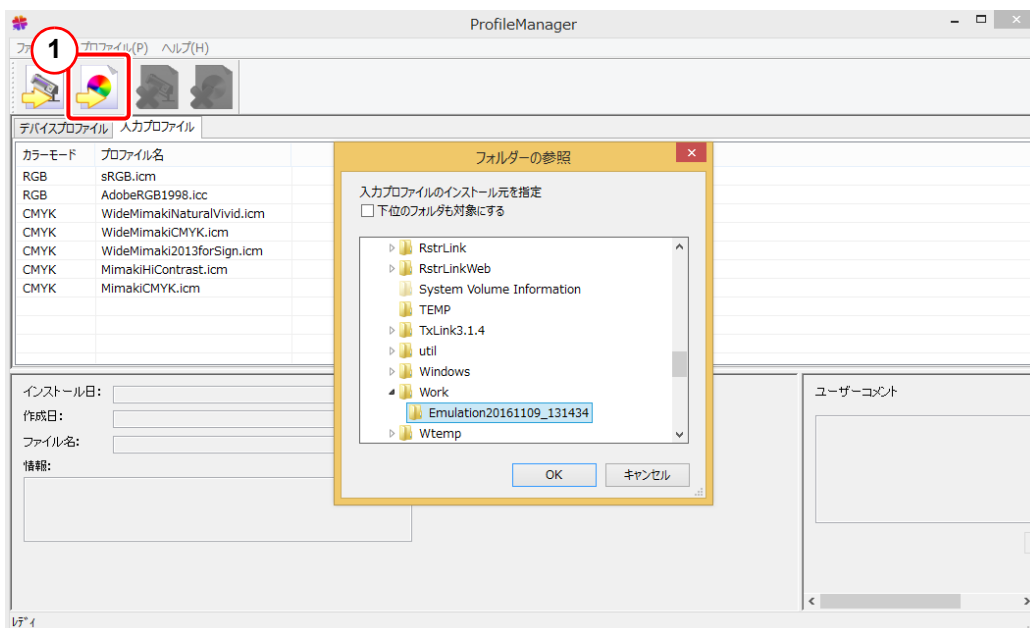 ProfileManager
プロファイル(P) ヘルプ(H)
1
デバイスプロファイル 入力プロファイル
カラーモード プロファイル名
RGB sRGB.icm
RGB AdobeRGB1998.icc
CMYK WideMimakiNaturalVivid.icm
CMYK WideMimakiCMYK.icm
CMYK WideMimaki2013forSign.icm
CMYK MimakiHiContrast.icm
CMYK MimakiCMYK.icm
フォルダーの参照
入力プロファイルのインストール元を指定
下位のフォルダも対象にする
RstrLink
RstrLinkWeb
System Volume Information
TEMP
TxLink3.1.4
util
Windows
Work
Emulation20161109_131434
Wtemp
OK キャンセル
インストール日:
作成日:
ファイル名:
情報:
ユーザーコメント
レディ